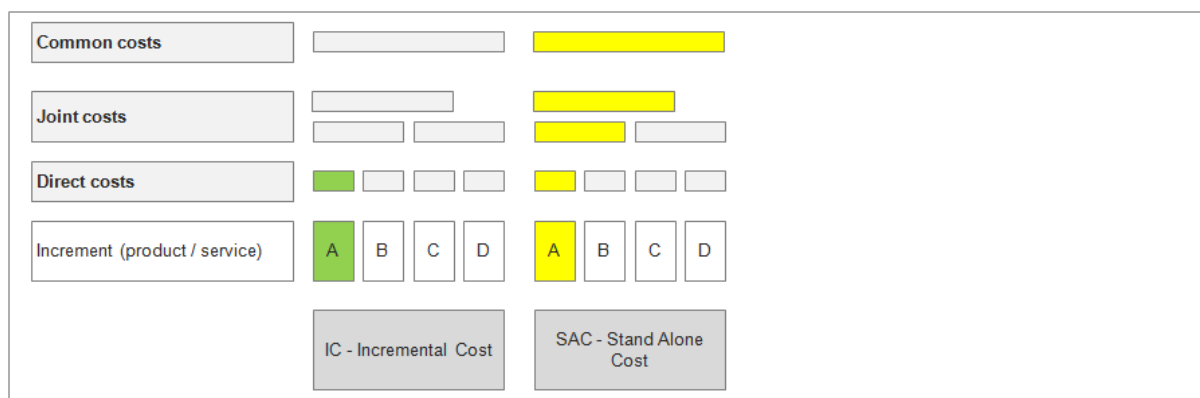 Common costs
Joint costs
Direct costs
Increment (product / service)
A B C D
A B C D
IC - Incremental Cost
SAC - Stand Alone
Cost